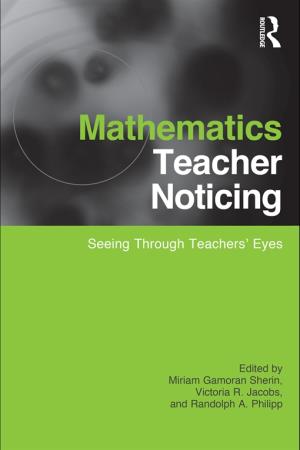 ROUTLEDGE
Mathematics
Teacher
Noticing
Seeing Through Teachers' Eyes
Edited by
Miriam Gamoran Sherin,
Victoria R. Jacobs,
and Randolph A. Philipp